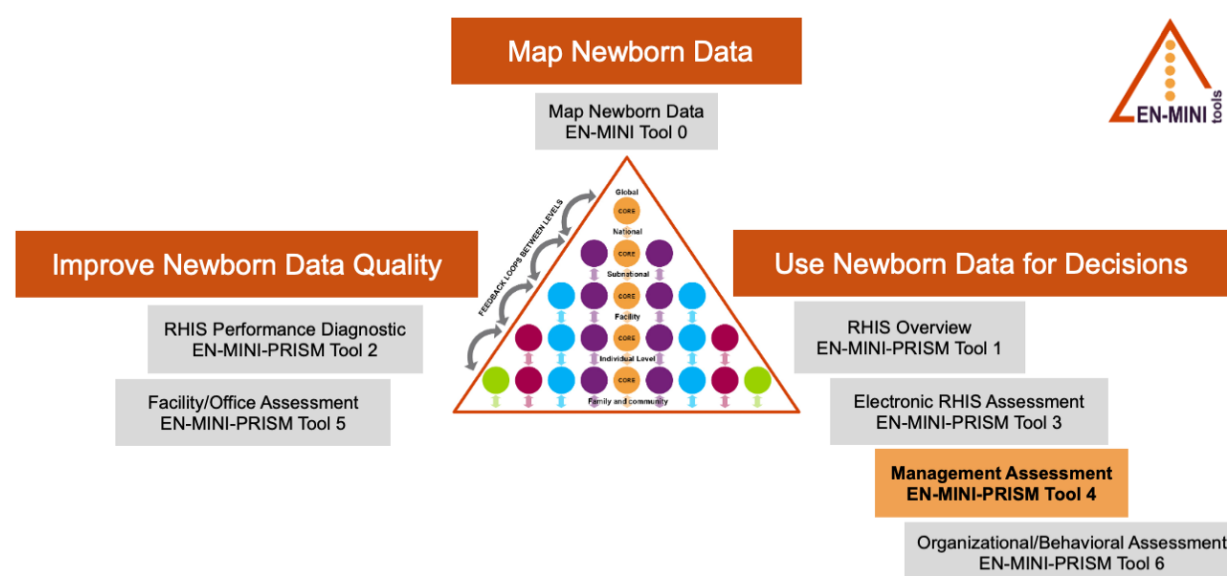 Map Newborn Data
Map Newborn Data
EN-MINI Tool 0
EN-MINI
tools
Improve Newborn Data Quality
RHIS Performance Diagnostic
EN-MINI-PRISM Tool 2
Facility/Office Assessment
EN-MINI-PRISM Tool 5
FEEDBACK LOOPS BETWEEN LEVELS
Global
CORE
National
CORE
Subnational
CORE
Facility
CORE
Individual Level
CORE
Family and community
Use Newborn Data for Decisions
RHIS Overview
EN-MINI-PRISM Tool 1
Electronic RHIS Assessment
EN-MINI-PRISM Tool 3
Management Assessment
EN-MINI-PRISM Tool 4
Organizational/Behavioral Assessment
EN-MINI-PRISM Tool 6